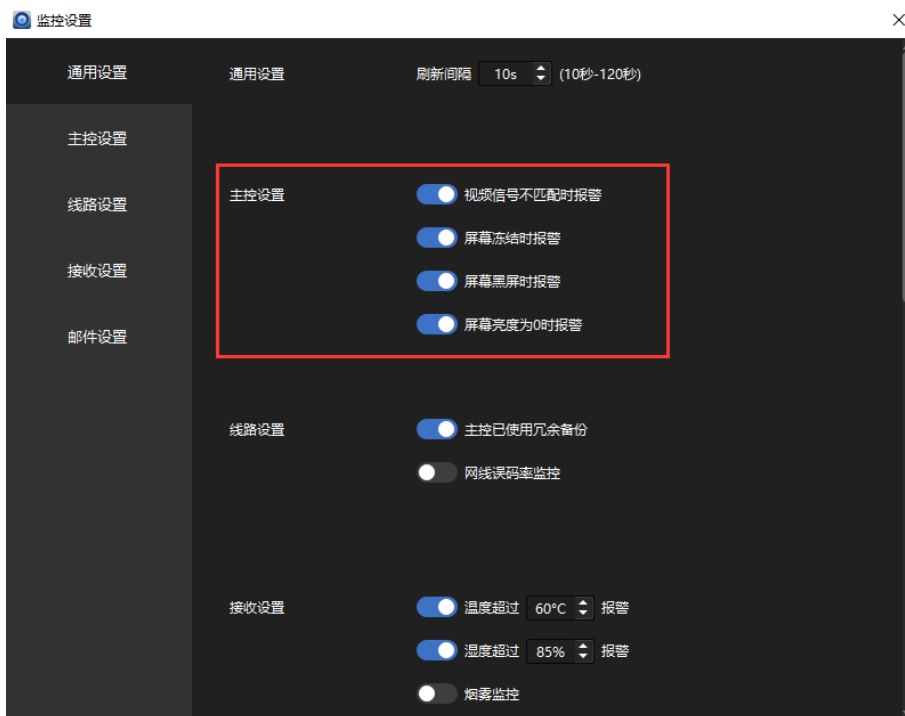 监控设置
通用设置
主控设置
线路设置
接收设置
邮件设置
通用设置 刷新间隔 10s (10秒-120秒)
主控设置 视频信号不匹配时报警
屏幕冻结时报警
屏幕黑屏时报警
屏幕亮度为0时报警
线路设置 主控已使用冗余备份
网线误码率监控
接收设置 温度超过 60°C 报警
湿度超过 85% 报警
烟雾监控